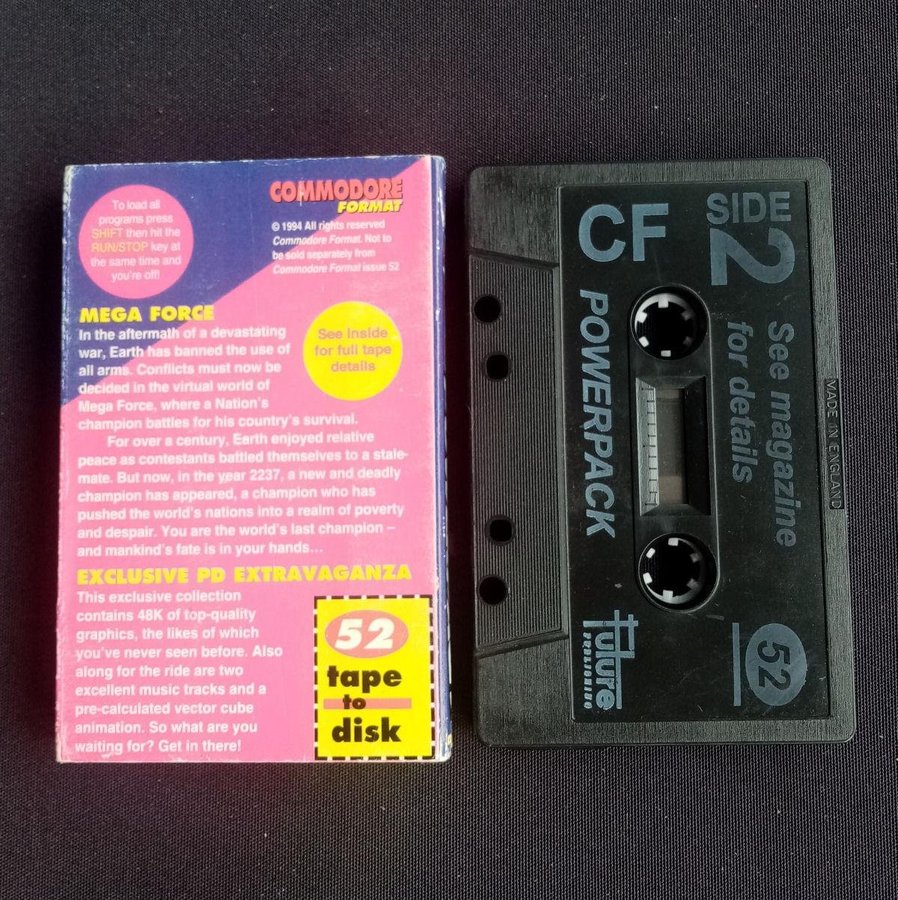 To load all
programs press
SHIFT then hit the
RUN/STOP key at
the same time and
you're off!
COMMODORE
FORMAT
© 1994 All rights reserved
Commodore Format. Not to
be sold separately from
Commodore Format issue 52
MEGA FORCE
In the aftermath of a devastating
war, Earth has banned the use of
all arms. Conflicts must now be
decided in the virtual world of
Mega Force, where a Nation's
champion battles for his country's survival.
For over a century, Earth enjoyed relative
peace as contestants battled themselves to a stale-
mate. But now, in the year 2237, a new and deadly
champion has appeared, a champion who has
pushed the world's nations into a realm of poverty
and despair. You are the world's last champion –
and mankind's fate is in your hands...
See inside
for full tape
details
EXCLUSIVE PD EXTRAVAGANZA
This exclusive collection
contains 48K of top-quality
graphics, the likes of which
you've never seen before. Also
along for the ride are two
excellent music tracks and a
pre-calculated vector cube
animation. So what are you
waiting for? Get in there!
52
tape
to
disk
CF
SIDE
2
POWERPACK
See magazine
for details
MADE IN ENGLAND
future
PUBLISHING
52